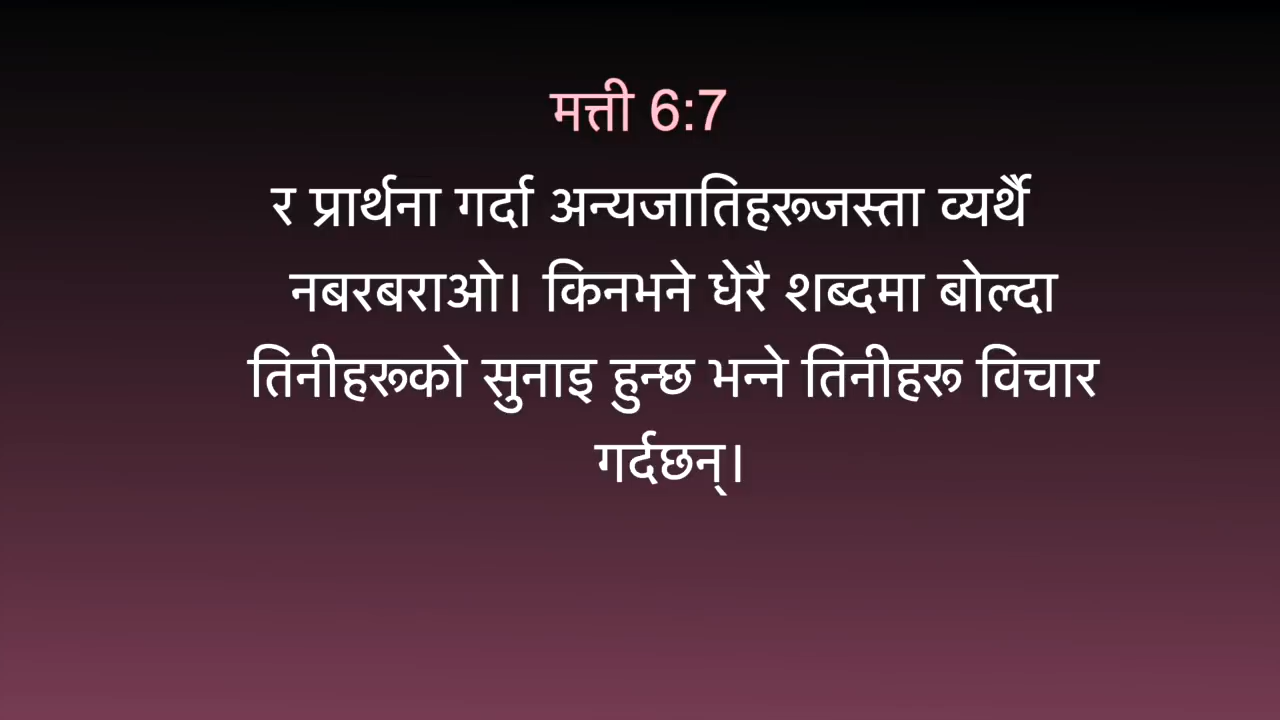 मत्ती 6:7
र प्रार्थना गर्दा अन्यजातिहरूजस्ता व्यर्थै
नबरबराओ। किनभने धेरै शब्दमा बोल्दा
तिनीहरूको सुनाइ हुन्छ भन्ने तिनीहरू विचार
गर्दछन्।